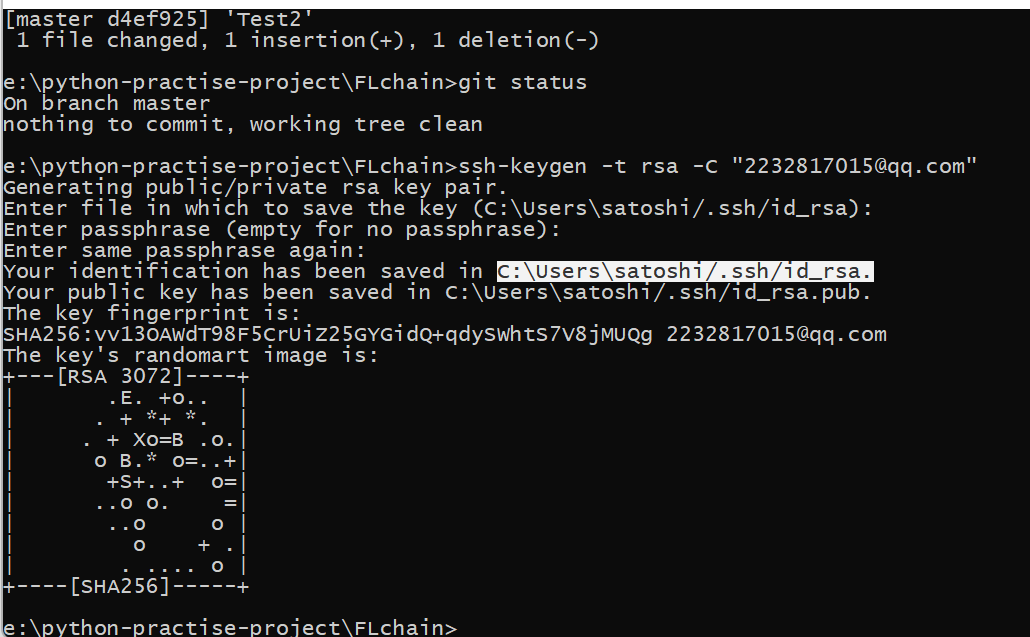 [master d4ef925] 'Test2'
 1 file changed, 1 insertion(+), 1 deletion(-)

e:\python-practise-project\FLchain>git status
On branch master
nothing to commit, working tree clean

e:\python-practise-project\FLchain>ssh-keygen -t rsa -C "2232817015@qq.com"
Generating public/private rsa key pair.
Enter file in which to save the key (C:\Users\satoshi/.ssh/id_rsa):
Enter passphrase (empty for no passphrase):
Enter same passphrase again:
Your identification has been saved in C:\Users\satoshi/.ssh/id_rsa.
Your public key has been saved in C:\Users\satoshi/.ssh/id_rsa.pub.
The key fingerprint is:
SHA256:vv13OAWdT98F5CrUiZ25GYGidQ+qdySWhtS7V8jMUQg 2232817015@qq.com
The key's randomart image is:
+---[RSA 3072]----+
|       .E. +o..  |
|      . + *+ *.  |
|     . + Xo=B .o.|
|      o B.* o=..+|
|       +S+..+  o=|
|      ..o o.    =|
|       ..o     o |
|         o    + .|
|        . .... o |
+----[SHA256]-----+

e:\python-practise-project\FLchain>